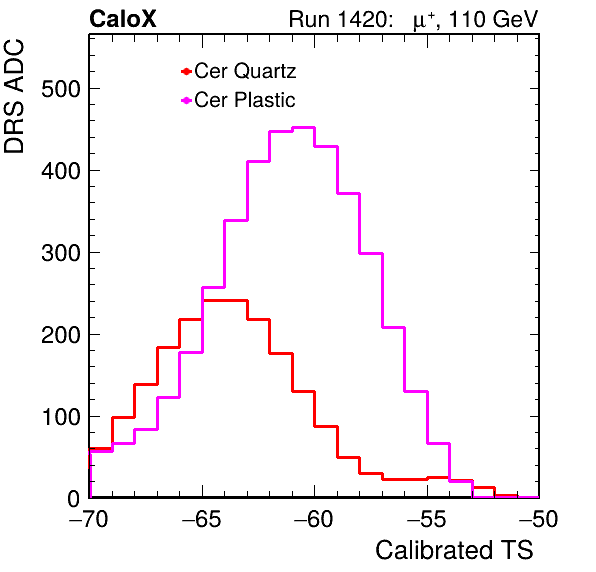 CaloX Run 1420: μ⁺, 110 GeV
DRS ADC
Cer Quartz
Cer Plastic
500
400
300
200
100
0
−70 −65 −60 −55 −50
Calibrated TS